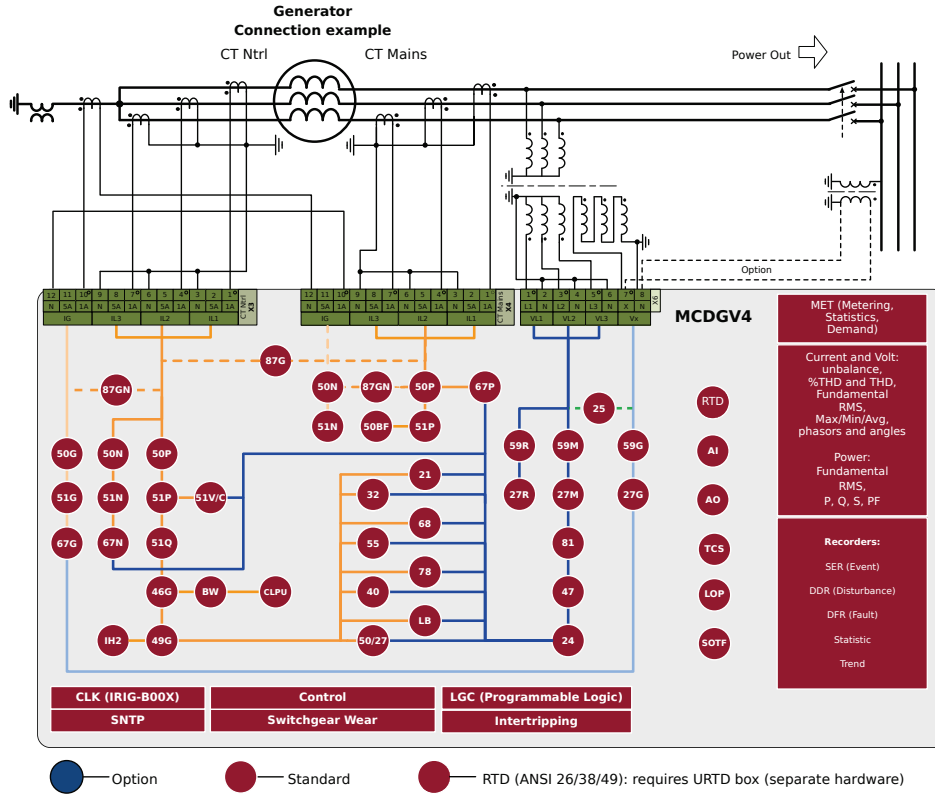 Generator
Connection example
CT Ntrl
CT Mains
Power Out
Option
12 11 10 9 8 7 6 5 4 3 2 1
N 5A 1A N 5A 1A N 5A 1A N 5A 1A
IG IL3 IL2 IL1
CT Ntrl
X3
12 11 10 9 8 7 6 5 4 3 2 1
N 5A 1A N 5A 1A N 5A 1A N 5A 1A
IG IL3 IL2 IL1
CT Mains
X4
1 2 3 4 5 6 7 8
L1 N L2 N L3 N X N
VL1 VL2 VL3 Vx
X6
MCDGV4
87G
87GN
50N
87GN
50P
67P
25
51N
50BF
51P
50G
50N
50P
59R
59M
59G
21
51G
51N
51P
51V/C
32
27R
27M
27G
68
67G
67N
51Q
55
81
78
46G
BW
CLPU
40
47
LB
IH2
49G
50/27
24
RTD
AI
AO
TCS
LOP
SOTF
MET (Metering,
Statistics,
Demand)
Current and Volt:
unbalance,
%THD and THD,
Fundamental
RMS,
Max/Min/Avg,
phasors and angles
Power:
Fundamental
RMS,
P, Q, S, PF
Recorders:
SER (Event)
DDR (Disturbance)
DFR (Fault)
Statistic
Trend
CLK (IRIG-B00X)
Control
LGC (Programmable Logic)
SNTP
Switchgear Wear
Intertripping
Option
Standard
RTD (ANSI 26/38/49): requires URTD box (separate hardware)